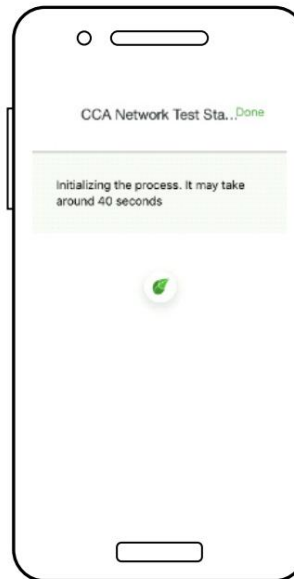 CCA Network Test Sta...Done
Initializing the process. It may take
around 40 seconds